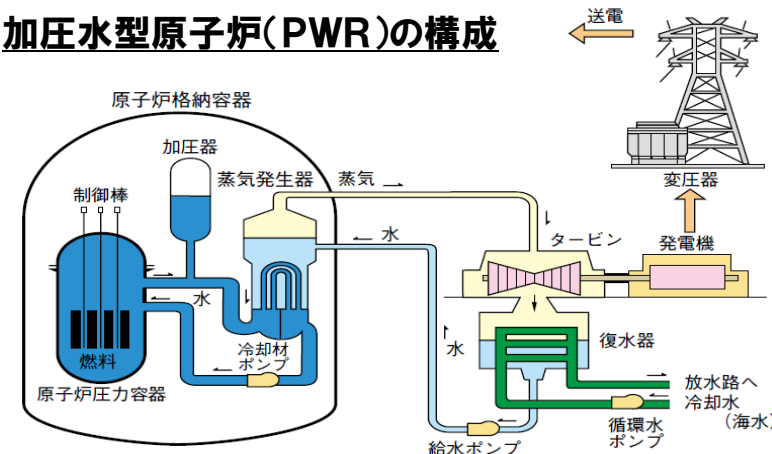 加圧水型原子炉（PWR）の構成
送電
原子炉格納容器
加圧器
蒸気発生器
蒸気
変圧器
制御棒
水
タービン
発電機
水
水
復水器
燃料
冷却材
ポンプ
原子炉圧力容器
放水路へ
冷却水
（海水）
循環水
ポンプ
給水ポンプ